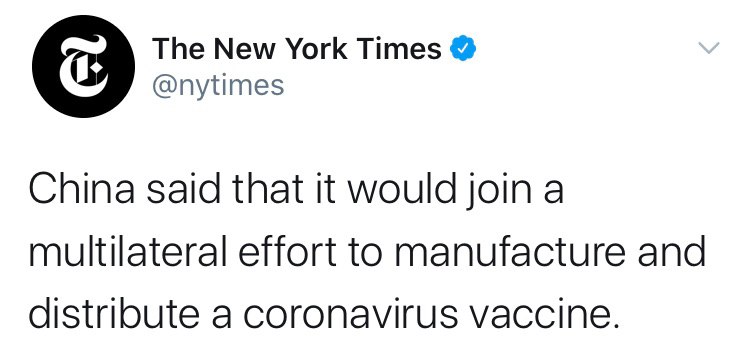 The New York Times
@nytimes
China said that it would join a
multilateral effort to manufacture and
distribute a coronavirus vaccine.